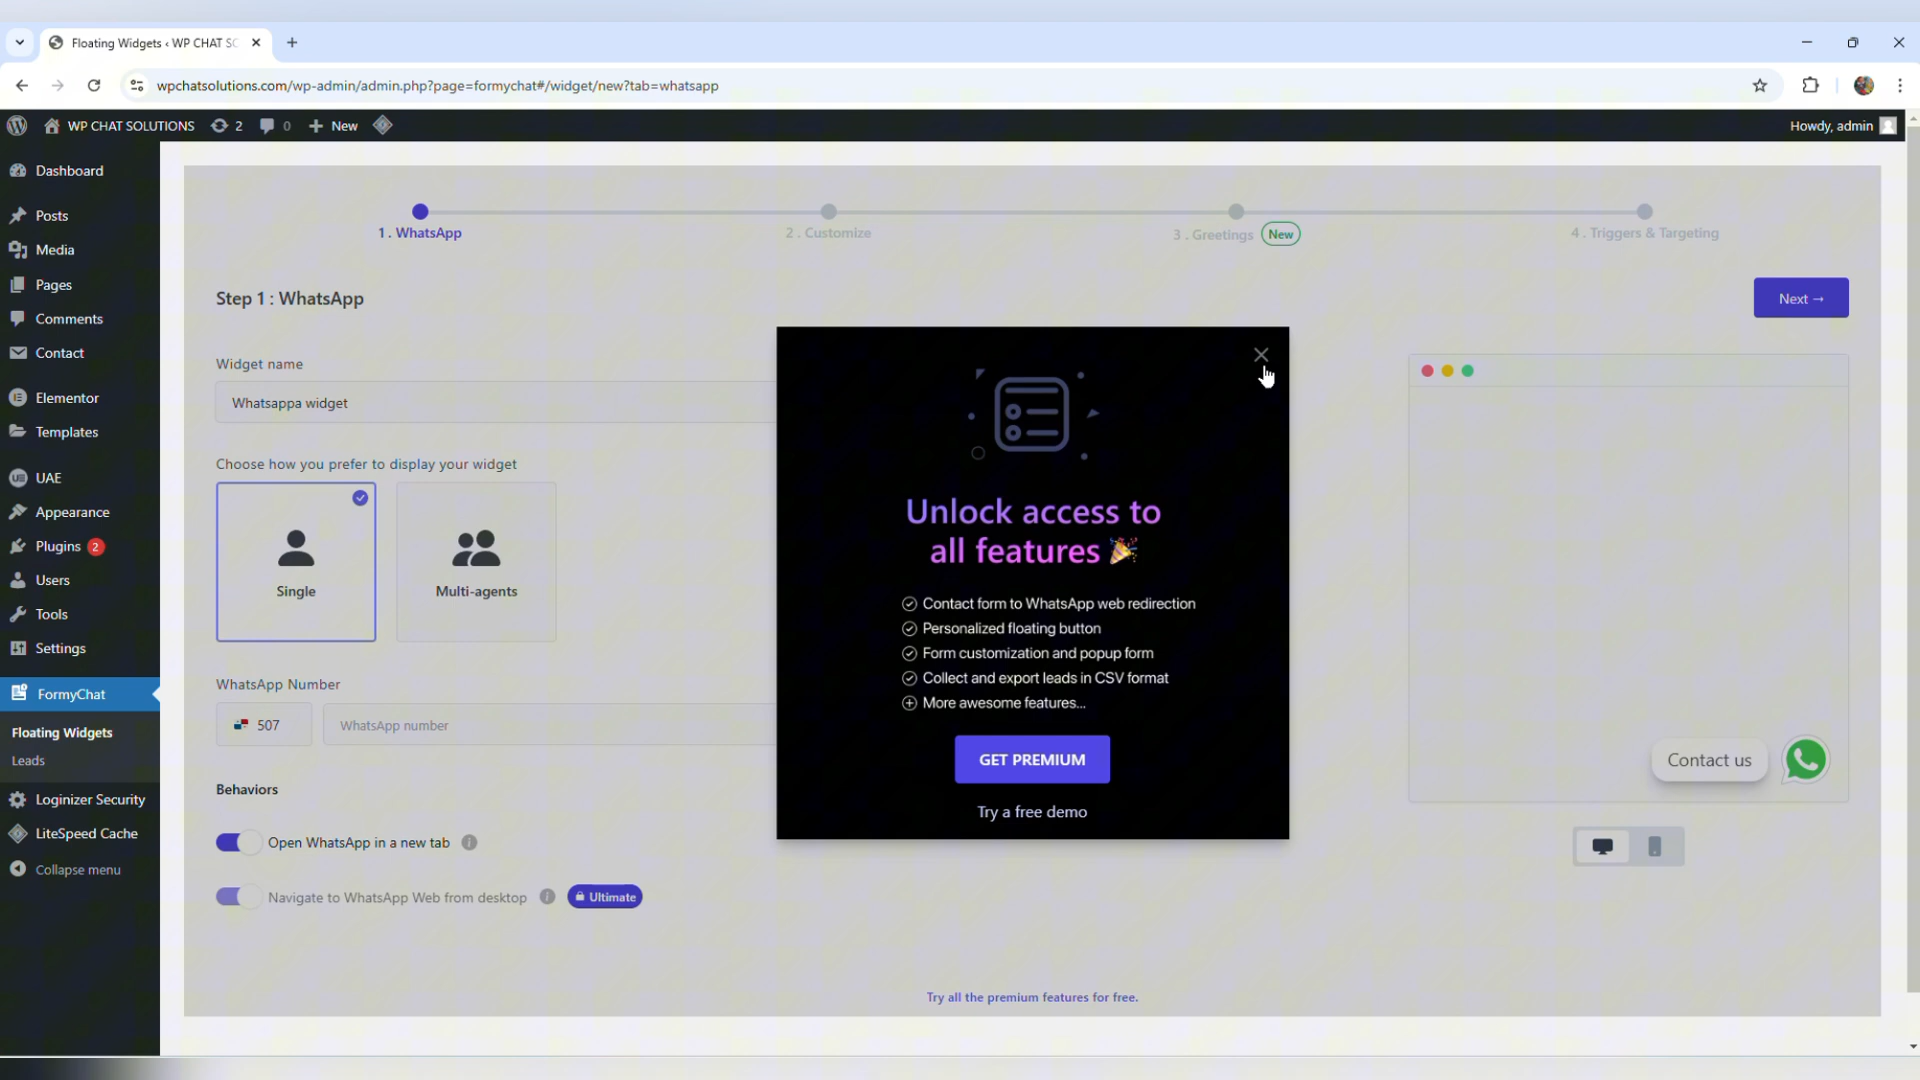 Floating Widgets ‹ WP CHAT SO
wpchatsolutions.com/wp-admin/admin.php?page=formychat#/widget/new?tab=whatsapp
WP CHAT SOLUTIONS 2 0 + New
Howdy, admin
Dashboard
Posts
Media
Pages
Comments
Contact
Elementor
Templates
UAE
Appearance
Plugins 2
Users
Tools
Settings
FormyChat
Floating Widgets
Leads
Loginizer Security
LiteSpeed Cache
Collapse menu
1. WhatsApp
2. Customize
3. Greetings New
4. Triggers & Targeting
Step 1 : WhatsApp
Next →
Widget name
Whatsappa widget
Choose how you prefer to display your widget
Single
Multi-agents
WhatsApp Number
507
WhatsApp number
Behaviors
Open WhatsApp in a new tab
Navigate to WhatsApp Web from desktop
Ultimate
Unlock access to
all features 🎉
Contact form to WhatsApp web redirection
Personalized floating button
Form customization and popup form
Collect and export leads in CSV format
More awesome features...
GET PREMIUM
Try a free demo
Contact us
Try all the premium features for free.